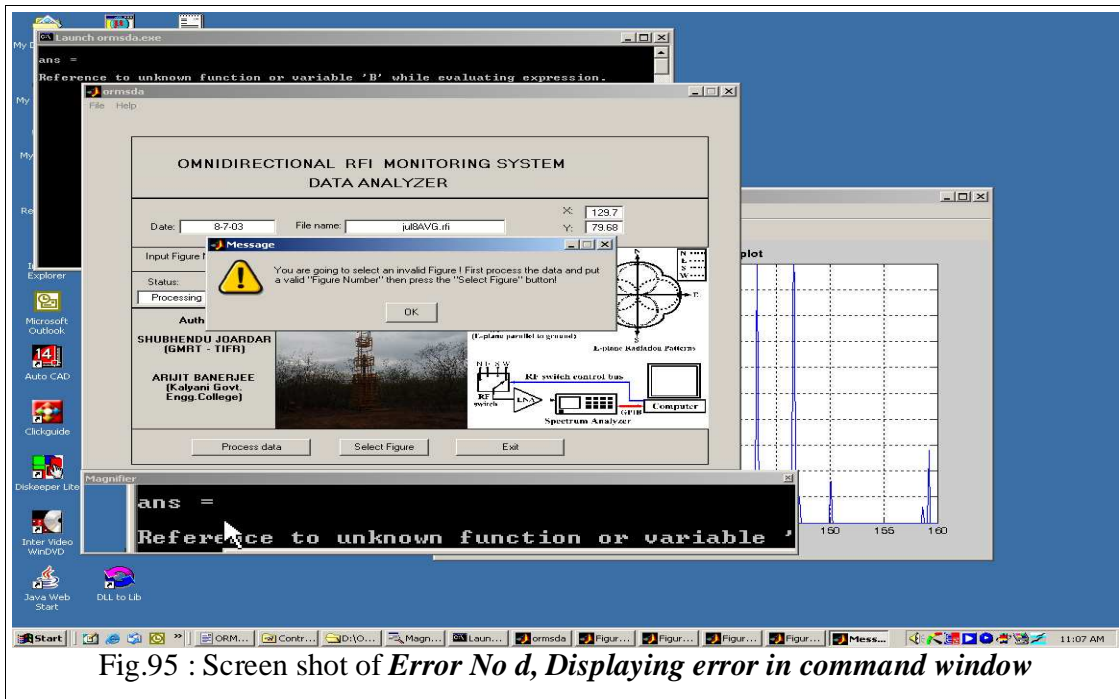 My D
Launch ormsda.exe
ans =
Reference to unknown function or variable 'B' while evaluating expression.
My
My
Re
ormsda
File Help
OMNIDIRECTIONAL RFI MONITORING SYSTEM
DATA ANALYZER
Date: 8-7-03 File name: jul8AVG.rfi X: 129.7
Y: 79.68
Input Figure N
Status:
Processing
Message
You are going to select an invalid Figure ! First process the data and put
a valid "Figure Number" then press the "Select Figure" button!
OK
N
E
S
W
N
E
S
(E-plane parallel to ground)
E-plane Radiation Patterns
Auth
SHUBHENDU JOARDAR
(GMRT - TIFR)
ARIJIT BANERJEE
(Kalyani Govt.
Engg.College)
N E S W
RF switch control bus
RF
switch
LNA
GPIB
Computer
Spectrum Analyzer
Process data Select Figure Exit
plot
150 155 160
Magnifier
ans =
Reference to unknown function or variable '
Explorer
Microsoft
Outlook
14
Auto CAD
Clickguide
Diskeeper Lite
Inter Video
WinDVD
Java Web
Start
DLL to Lib
Start » ORM... Contr... D:\O... Magn... Laun... ormsda Figur... Figur... Figur... Figur... Mess... 11:07 AM
Fig.95 : Screen shot of Error No d, Displaying error in command window